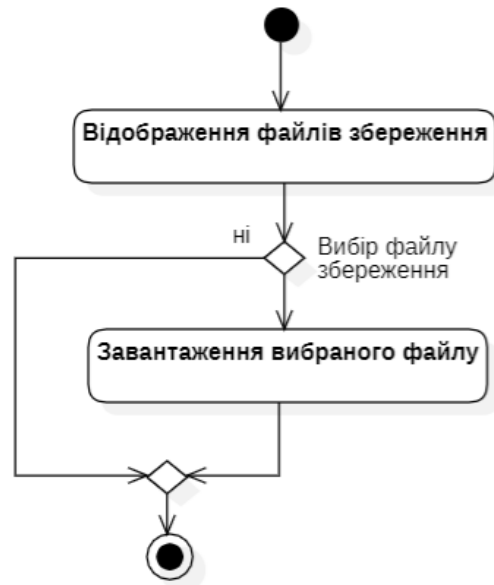 Відображення файлів збереження
ні
Вибір файлу
збереження
Завантаження вибраного файлу